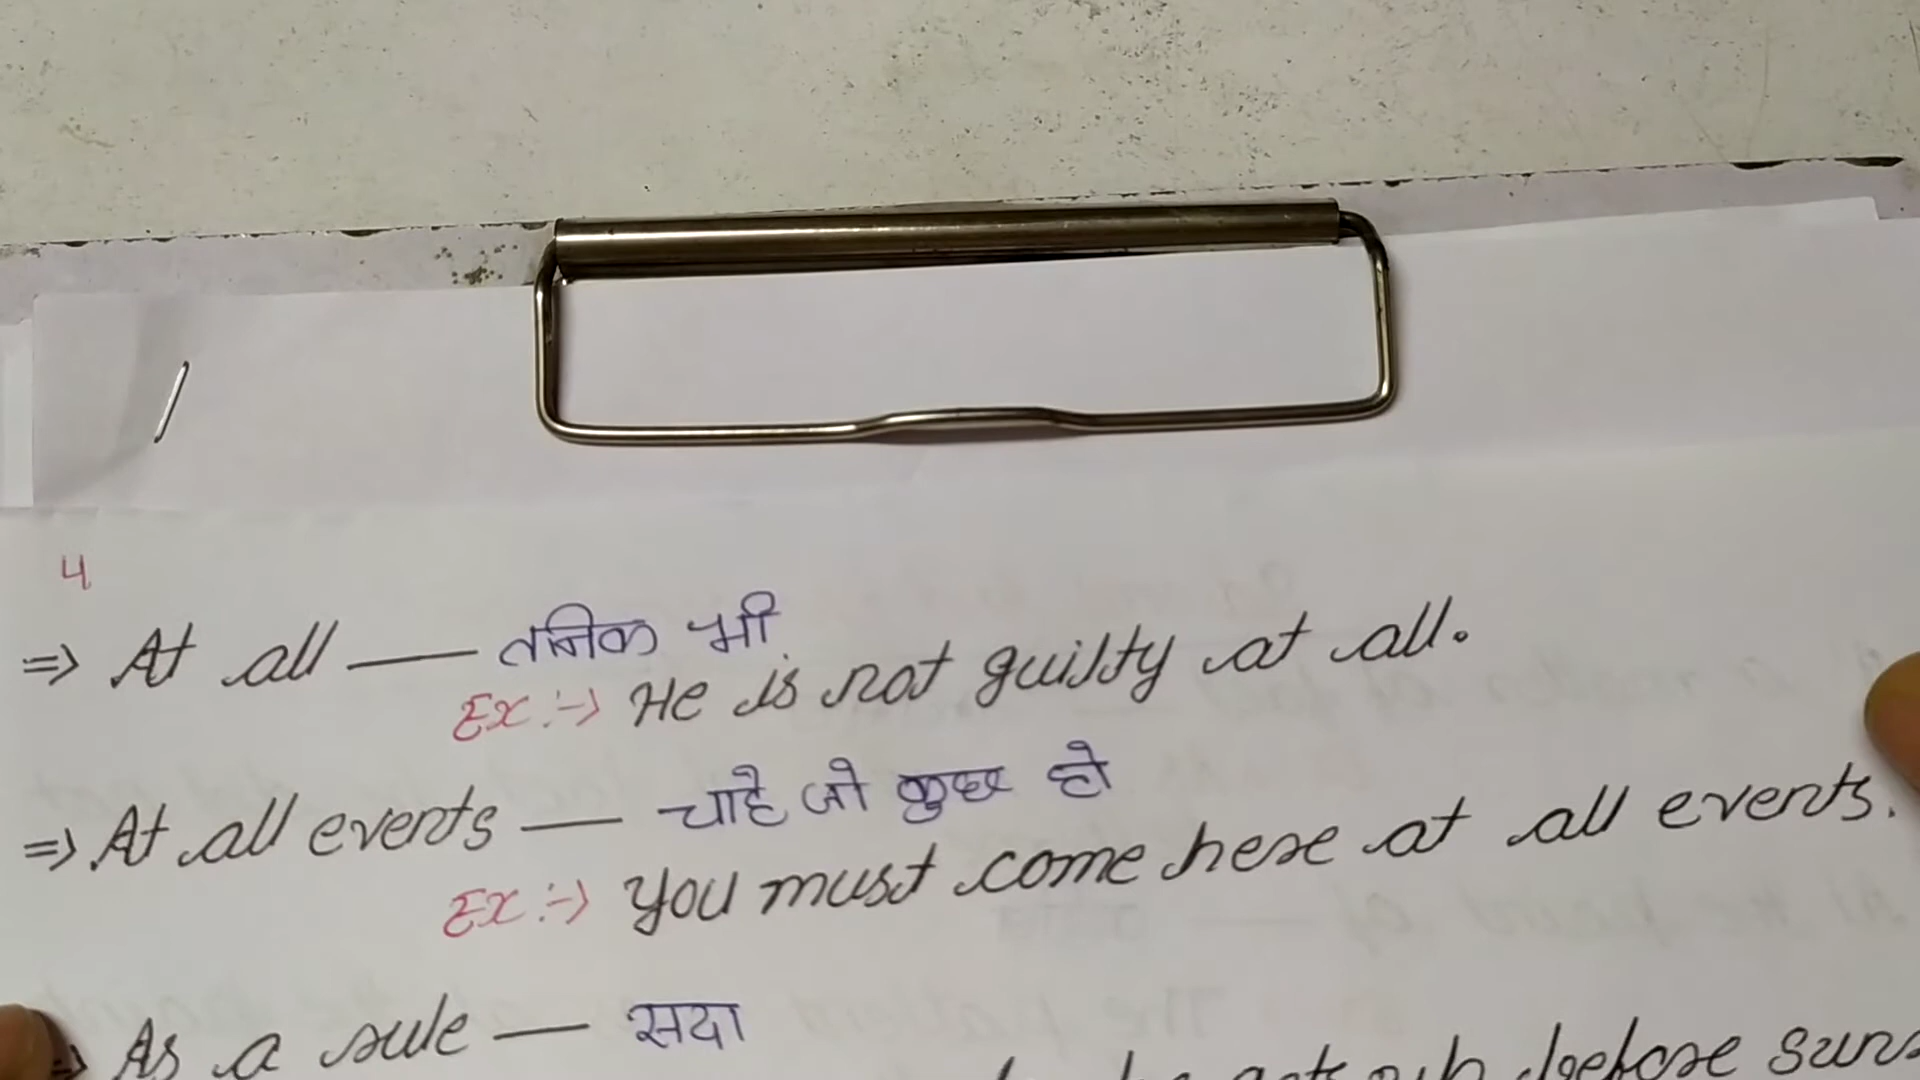 4
⇒ At all — तनिक भी
Ex :→ He is not guilty at all.
⇒ At all events — चाहे जो कुछ हो
Ex :→ You must come here at all events.
⇒ As a rule — सदा
before